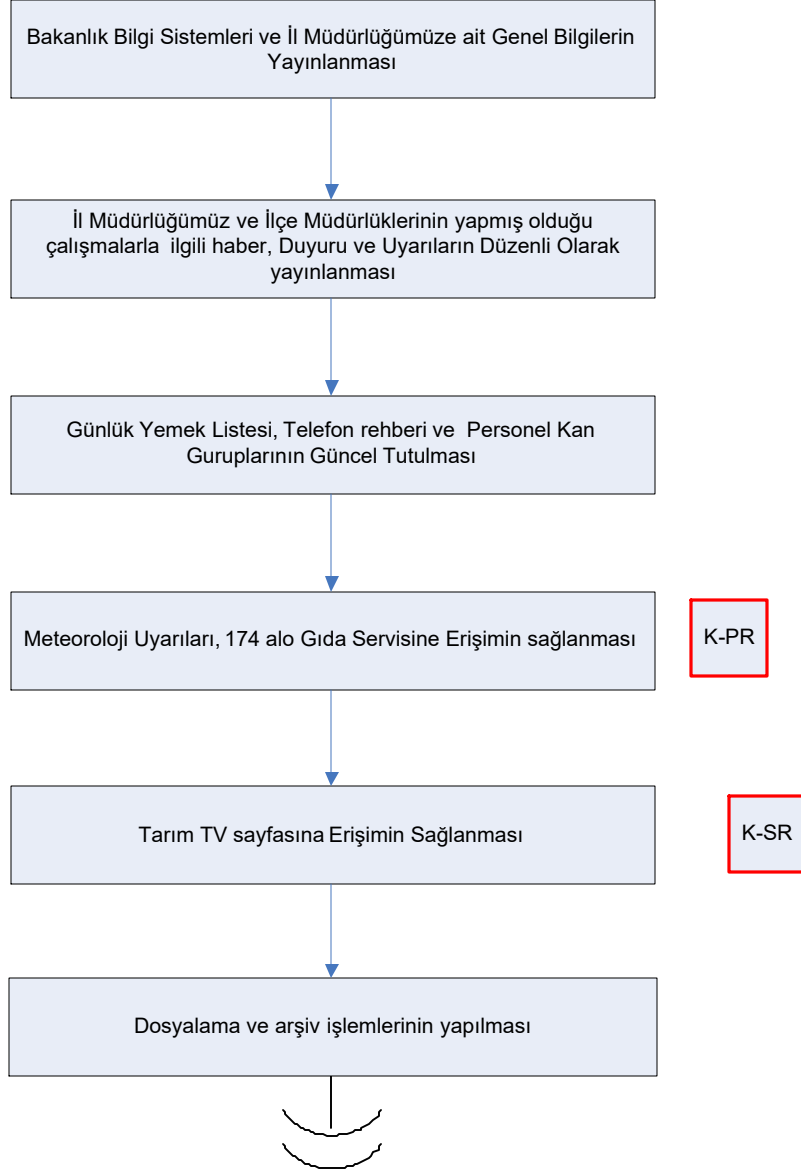 Bakanlık Bilgi Sistemleri ve İl Müdürlüğümüze ait Genel Bilgilerin
Yayınlanması
İl Müdürlüğümüz ve İlçe Müdürlüklerinin yapmış olduğu
çalışmalarla ilgili haber, Duyuru ve Uyarıların Düzenli Olarak
yayınlanması
Günlük Yemek Listesi, Telefon rehberi ve Personel Kan
Guruplarının Güncel Tutulması
Meteoroloji Uyarıları, 174 alo Gıda Servisine Erişimin sağlanması
K-PR
Tarım TV sayfasına Erişimin Sağlanması
K-SR
Dosyalama ve arşiv işlemlerinin yapılması